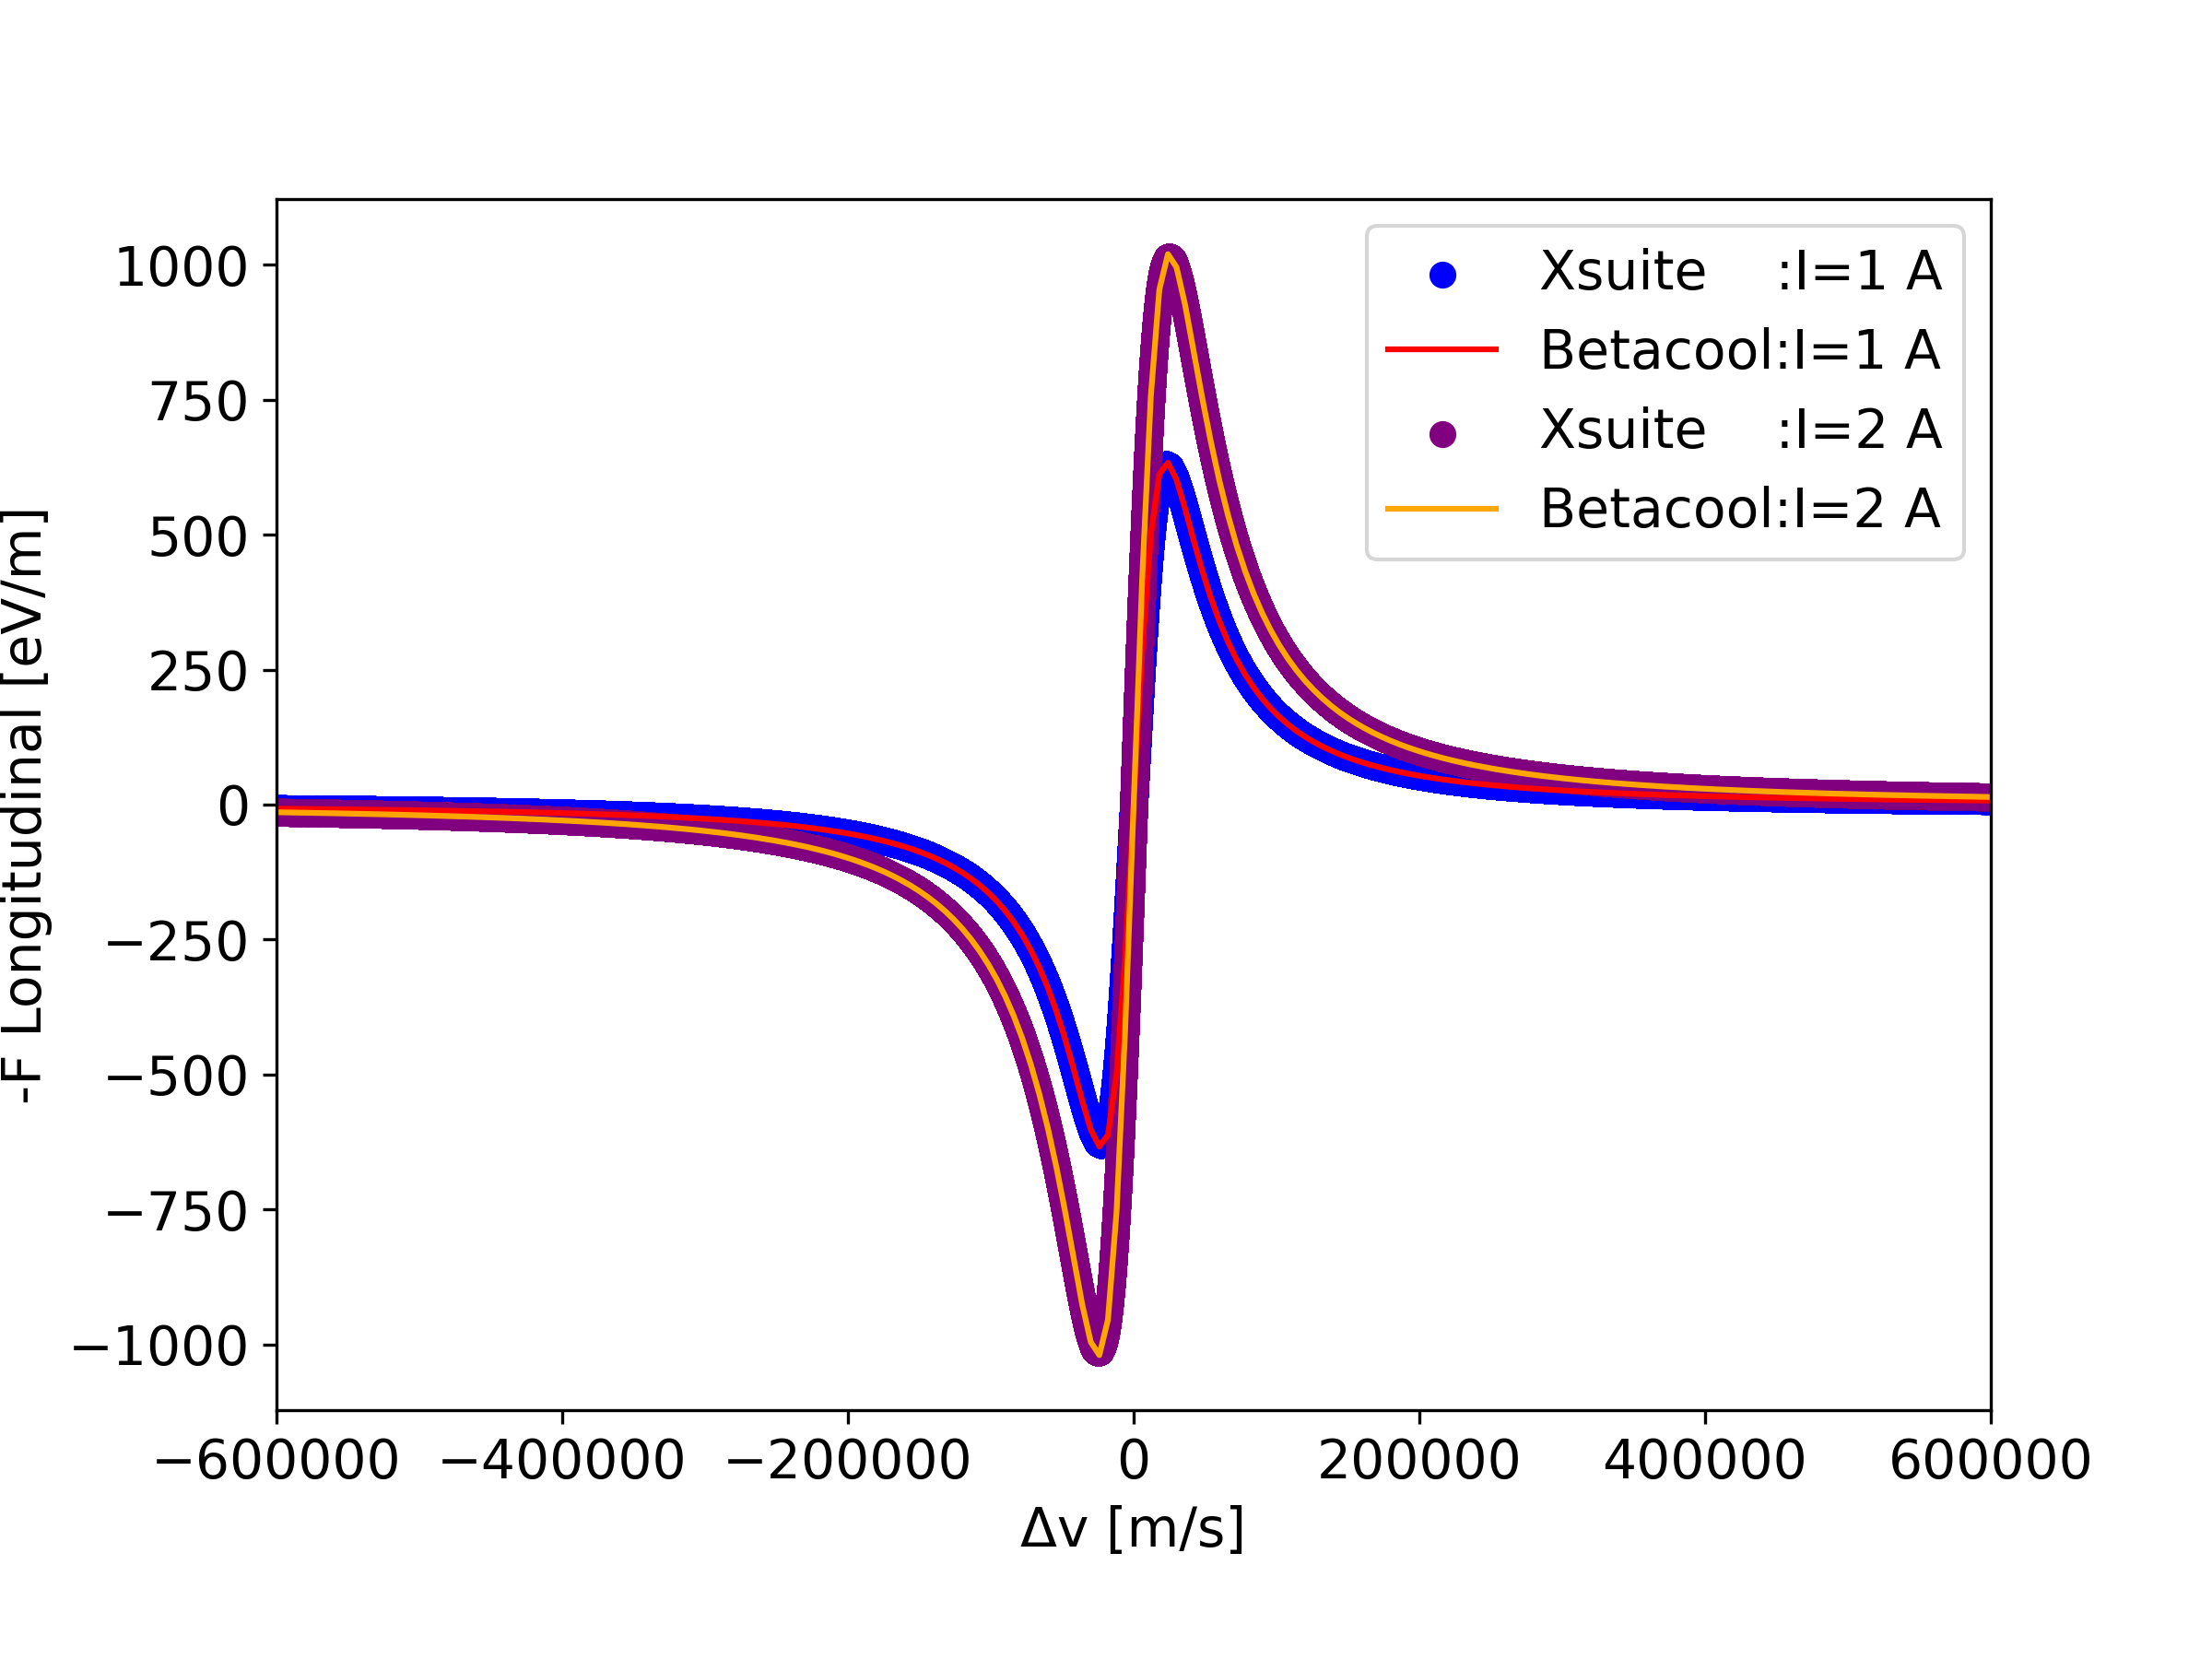 1000
750
500
250
0
−250
−500
−750
−1000
-F Longitudinal [eV/m]
Xsuite :I=1 A
Betacool:I=1 A
Xsuite :I=2 A
Betacool:I=2 A
−600000 −400000 −200000 0 200000 400000 600000
Δv [m/s]